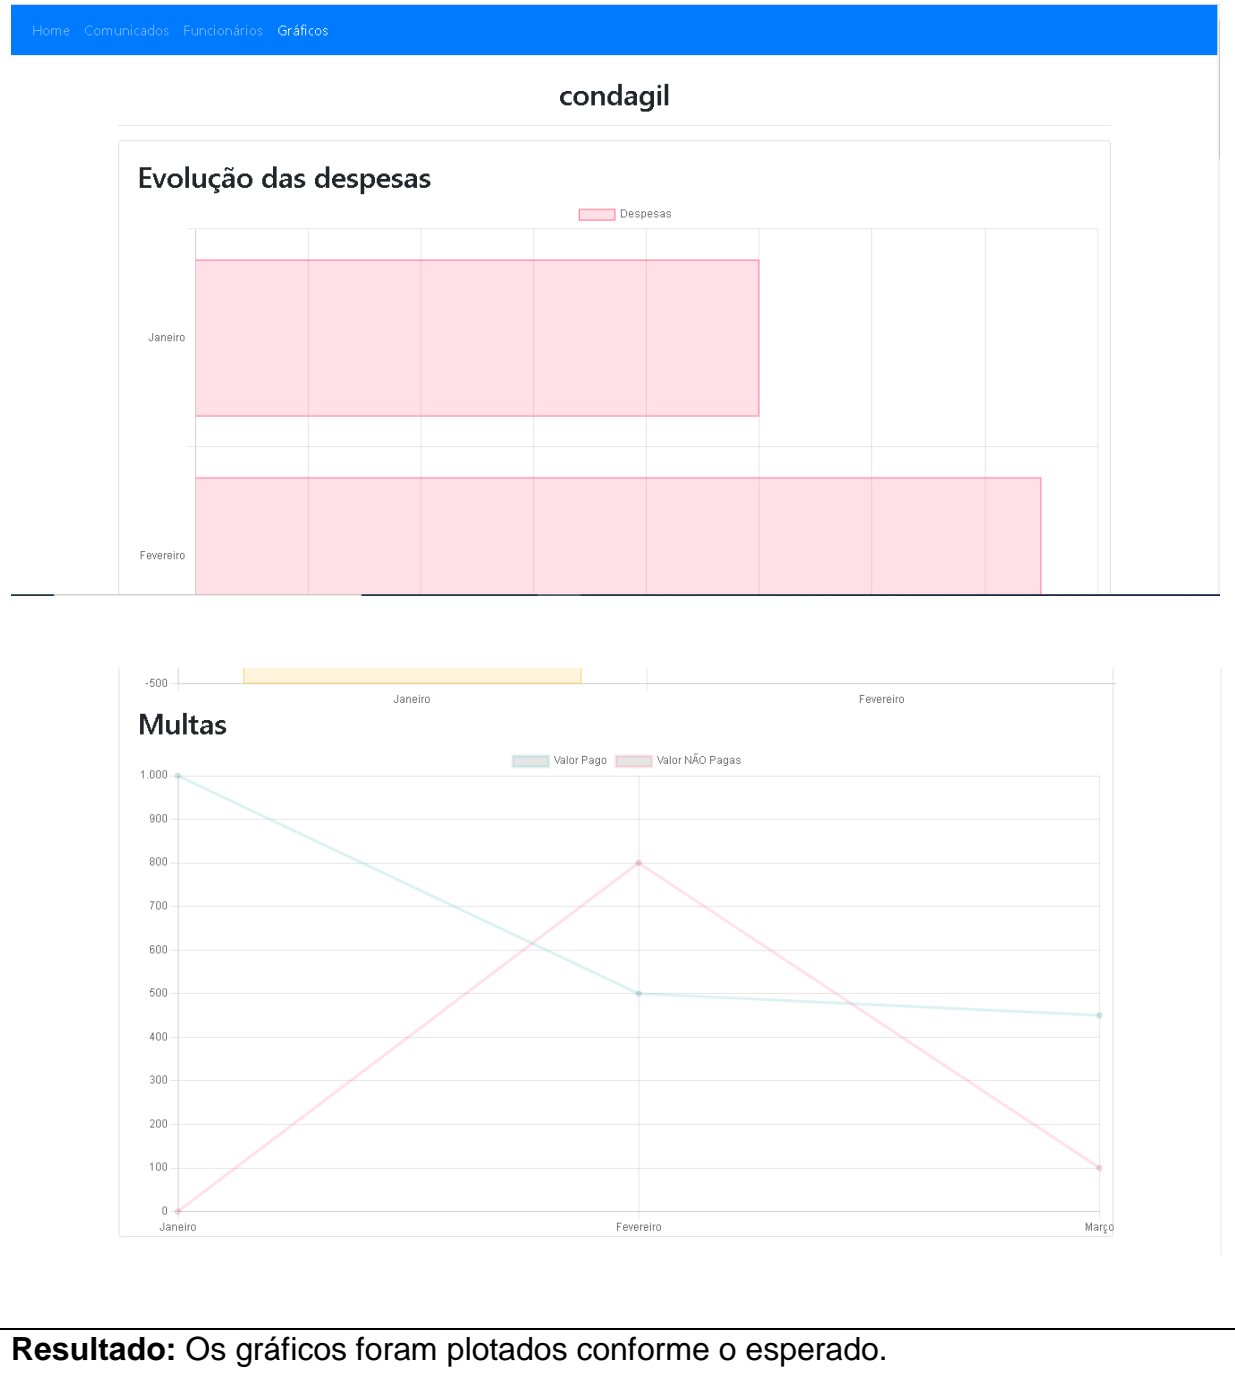 Home Comunicados Funcionários Gráficos
condagil
Evolução das despesas
Despesas
Janeiro
Fevereiro
-500
Janeiro Fevereiro
Multas
Valor Pago Valor NÃO Pagas
1.000
900
800
700
600
500
400
300
200
100
0
Janeiro Fevereiro Março
Resultado: Os gráficos foram plotados conforme o esperado.